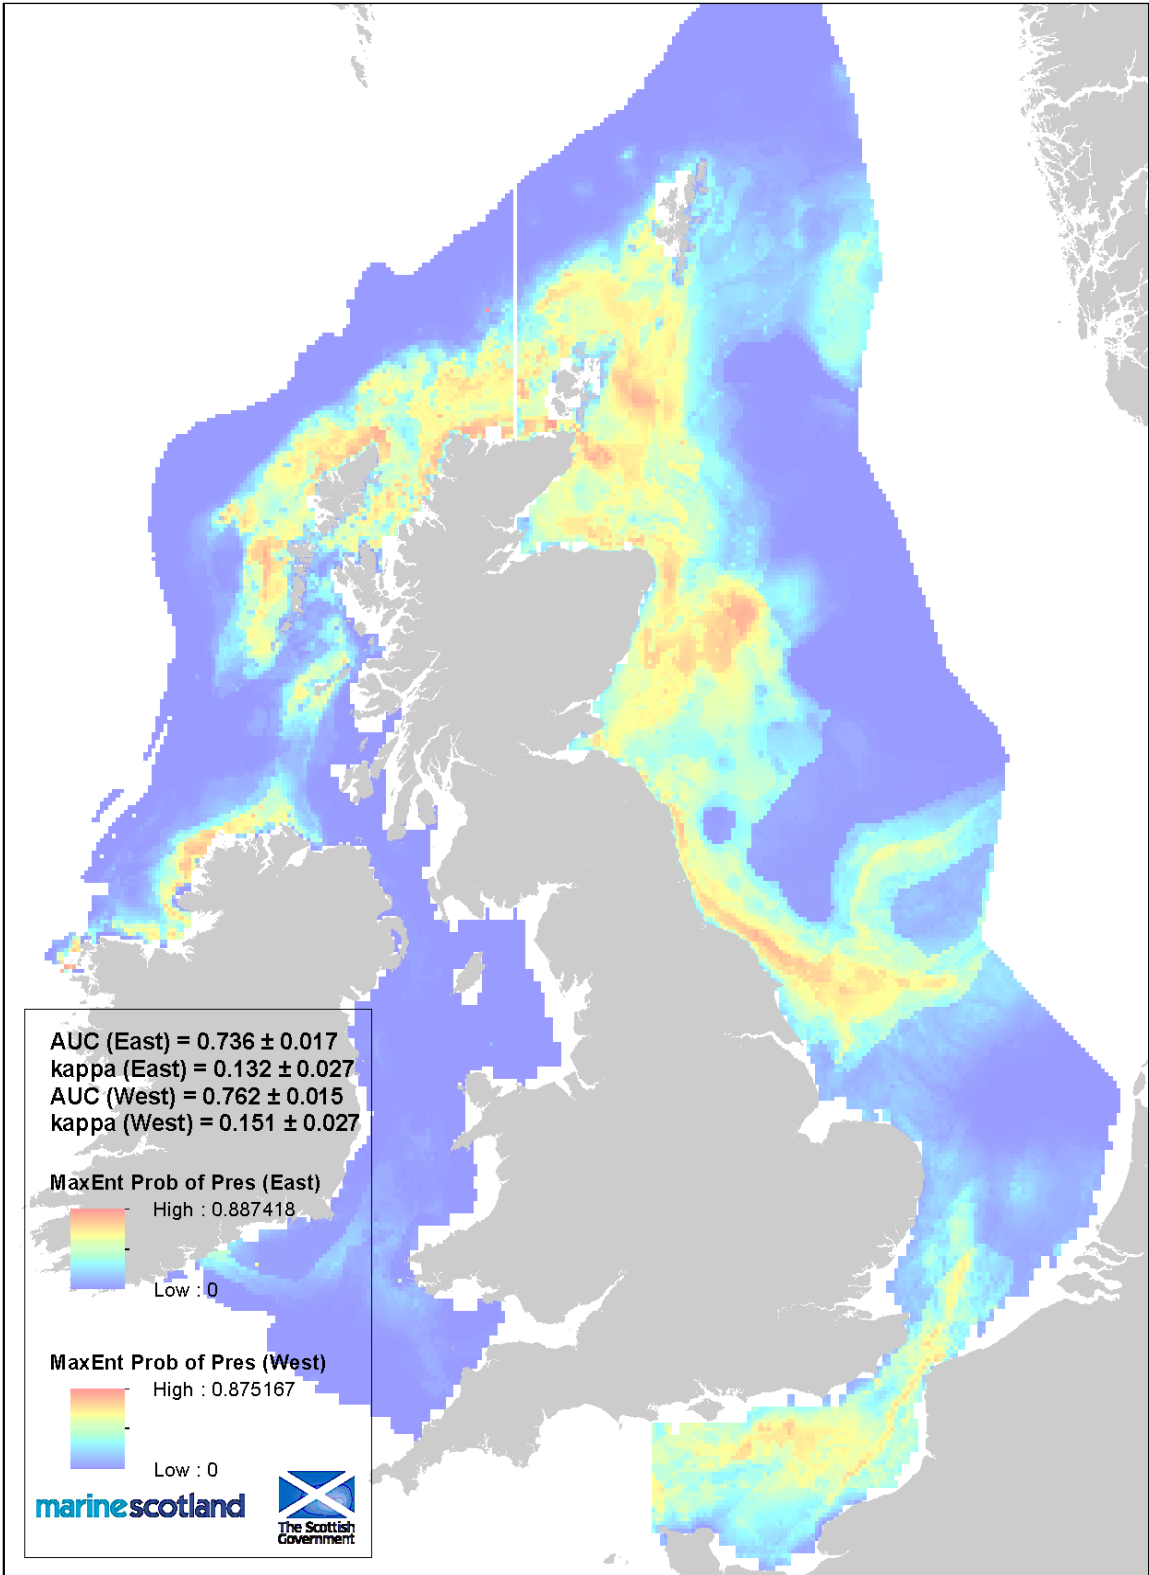 AUC (East) = 0.736 ± 0.017
kappa (East) = 0.132 ± 0.027
AUC (West) = 0.762 ± 0.015
kappa (West) = 0.151 ± 0.027
MaxEnt Prob of Pres (East)
High : 0.887418
Low : 0
MaxEnt Prob of Pres (West)
High : 0.875167
Low : 0
marinescotland
The Scottish
Government